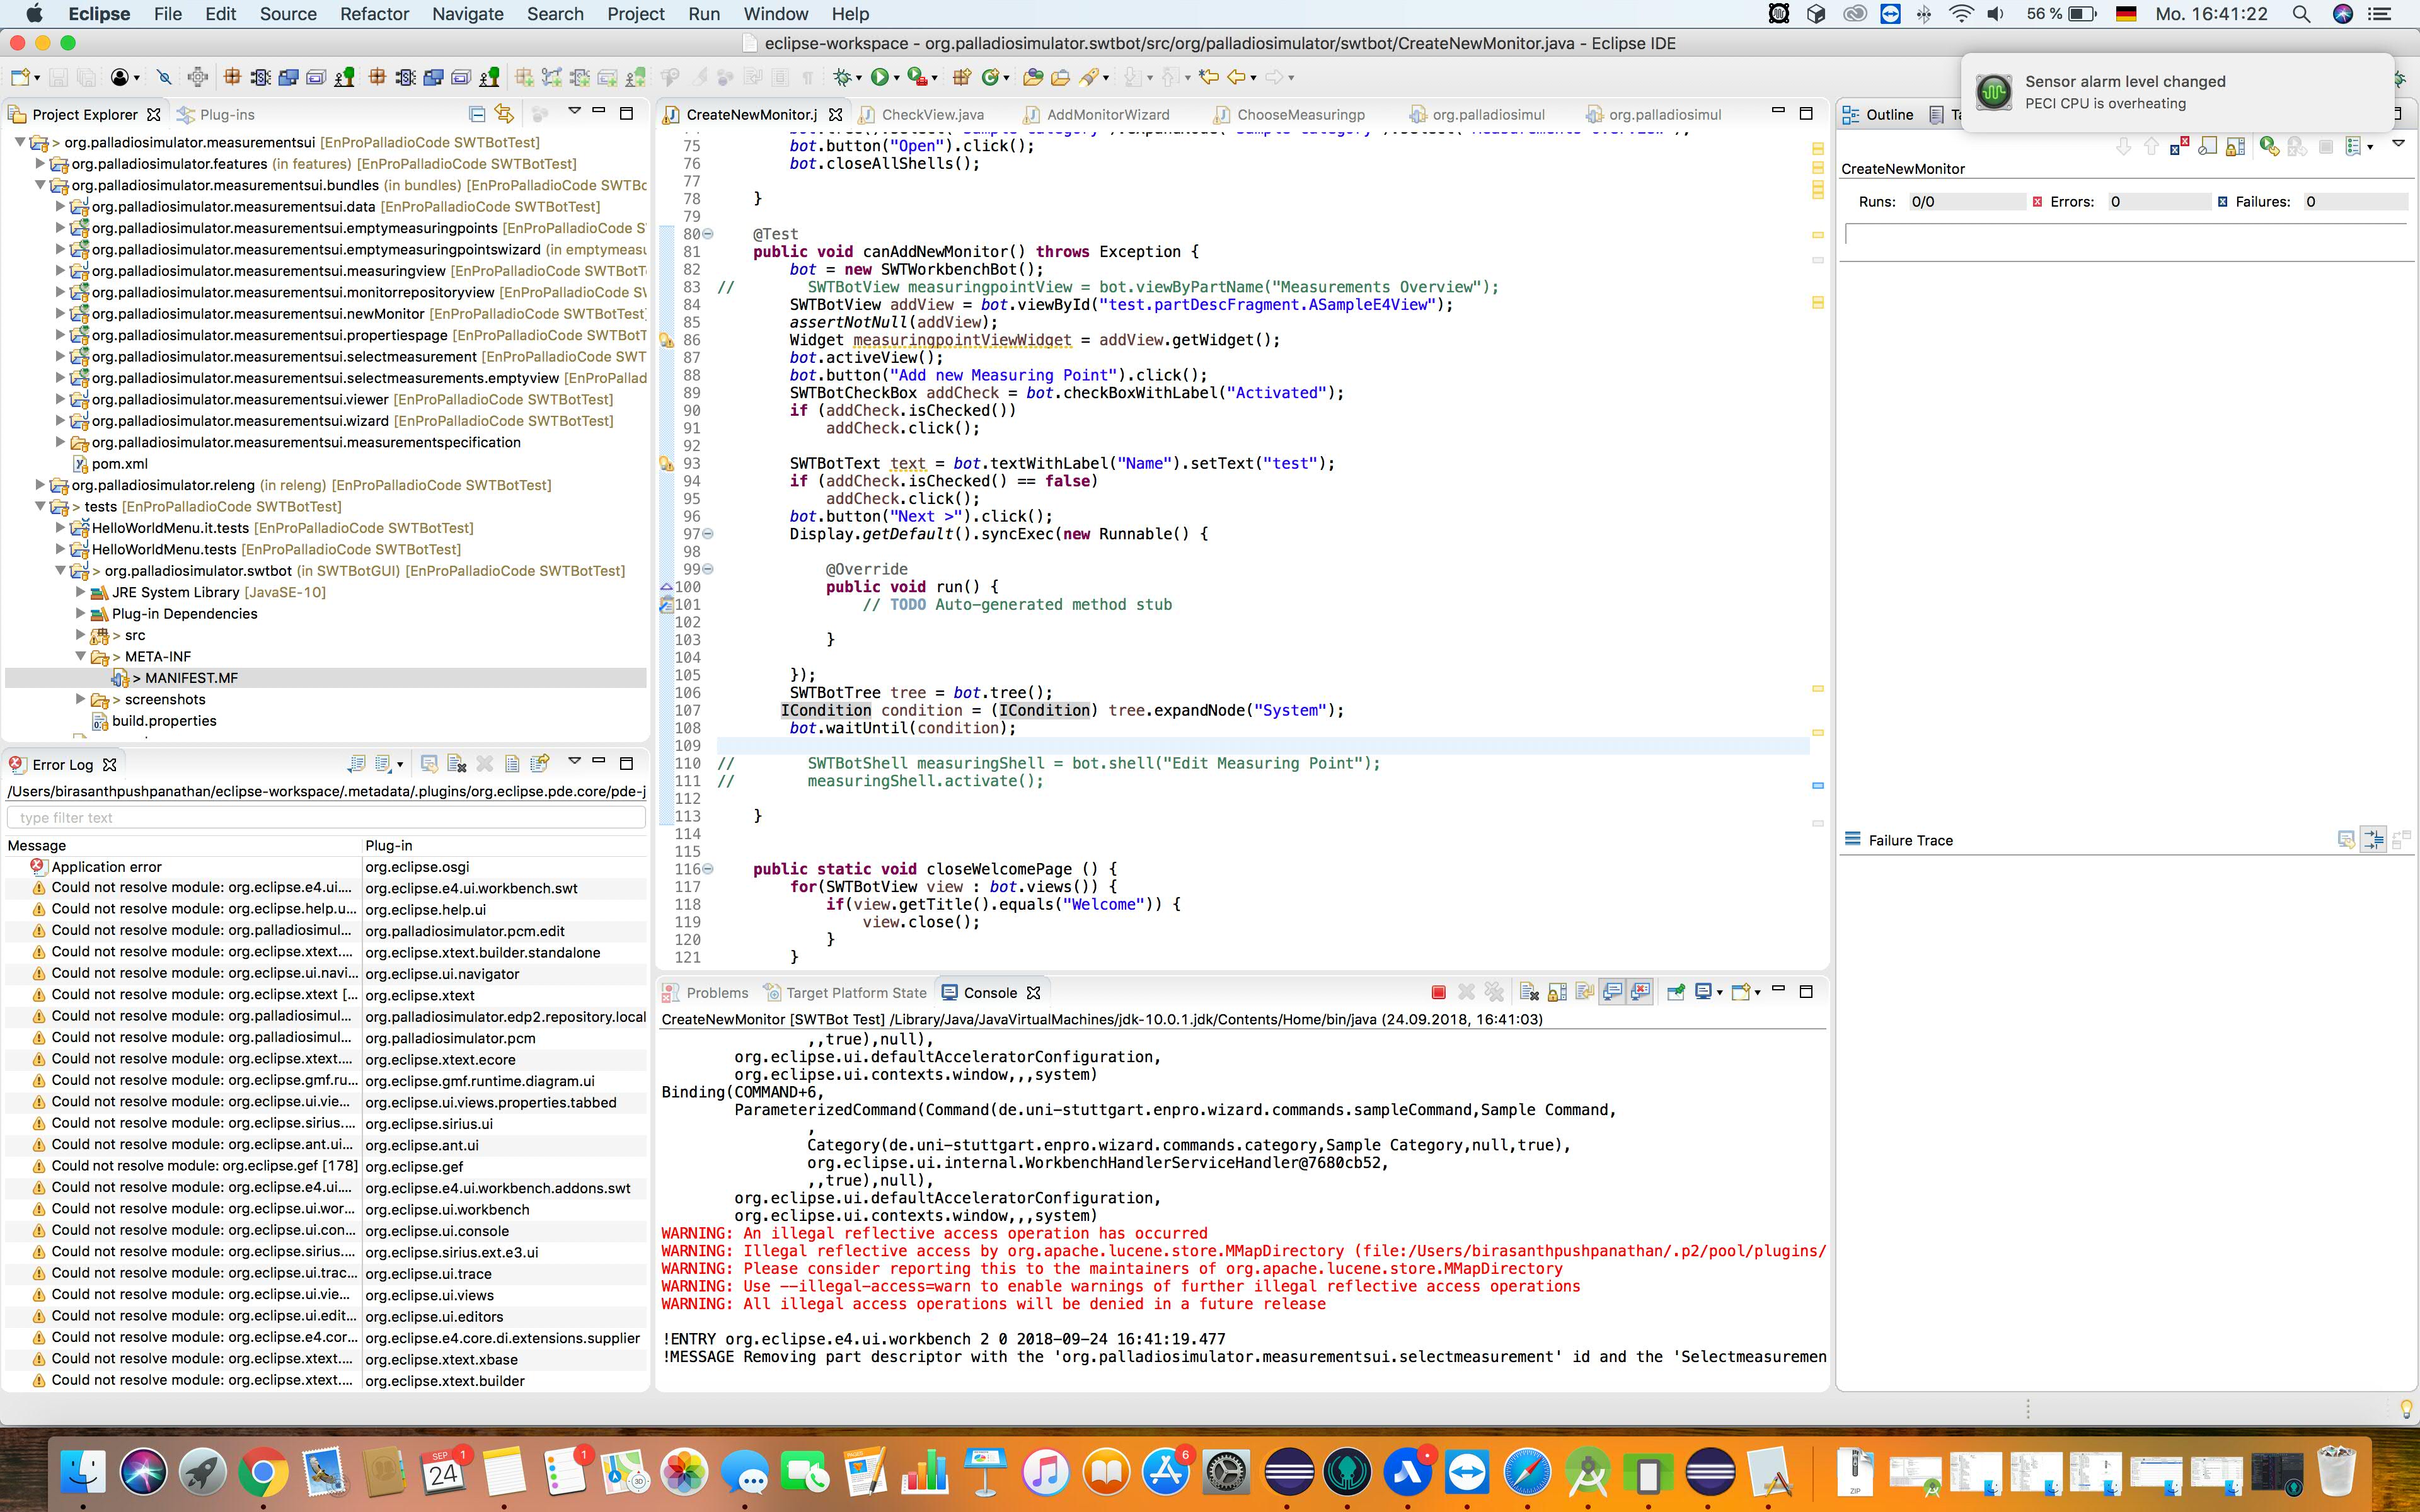 Eclipse File Edit Source Refactor Navigate Search Project Run Window Help 56 % Mo. 16:41:22
eclipse-workspace - org.palladiosimulator.swtbot/src/org/palladiosimulator/swtbot/CreateNewMonitor.java - Eclipse IDE
Sensor alarm level changed
PECI CPU is overheating
Project Explorer Plug-ins
> org.palladiosimulator.measurementsui [EnProPalladioCode SWTBotTest]
org.palladiosimulator.features (in features) [EnProPalladioCode SWTBotTest]
org.palladiosimulator.measurementsui.bundles (in bundles) [EnProPalladioCode SWTBc
org.palladiosimulator.measurementsui.data [EnProPalladioCode SWTBotTest]
org.palladiosimulator.measurementsui.emptymeasuringpoints [EnProPalladioCode S
org.palladiosimulator.measurementsui.emptymeasuringpointswizard (in emptymeasu
org.palladiosimulator.measurementsui.measuringview [EnProPalladioCode SWTBotT
org.palladiosimulator.measurementsui.monitorrepositoryview [EnProPalladioCode S
org.palladiosimulator.measurementsui.newMonitor [EnProPalladioCode SWTBotTest]
org.palladiosimulator.measurementsui.propertiespage [EnProPalladioCode SWTBotT
org.palladiosimulator.measurementsui.selectmeasurement [EnProPalladioCode SWT
org.palladiosimulator.measurementsui.selectmeasurements.emptyview [EnProPallad
org.palladiosimulator.measurementsui.viewer [EnProPalladioCode SWTBotTest]
org.palladiosimulator.measurementsui.wizard [EnProPalladioCode SWTBotTest]
org.palladiosimulator.measurementsui.measurementspecification
pom.xml
org.palladiosimulator.releng (in releng) [EnProPalladioCode SWTBotTest]
> tests [EnProPalladioCode SWTBotTest]
HelloWorldMenu.it.tests [EnProPalladioCode SWTBotTest]
HelloWorldMenu.tests [EnProPalladioCode SWTBotTest]
> org.palladiosimulator.swtbot (in SWTBotGUI) [EnProPalladioCode SWTBotTest]
JRE System Library [JavaSE-10]
Plug-in Dependencies
> src
> META-INF
> MANIFEST.MF
> screenshots
build.properties
Error Log
/Users/birasanthpushpanathan/eclipse-workspace/.metadata/.plugins/org.eclipse.pde.core/pde-j
type filter text
Message Plug-in
Application error org.eclipse.osgi
Could not resolve module: org.eclipse.e4.ui.... org.eclipse.e4.ui.workbench.swt
Could not resolve module: org.eclipse.help.u... org.eclipse.help.ui
Could not resolve module: org.palladiosimul... org.palladiosimulator.pcm.edit
Could not resolve module: org.eclipse.xtext.... org.eclipse.xtext.builder.standalone
Could not resolve module: org.eclipse.ui.navi... org.eclipse.ui.navigator
Could not resolve module: org.eclipse.xtext [... org.eclipse.xtext
Could not resolve module: org.palladiosimul... org.palladiosimulator.edp2.repository.local
Could not resolve module: org.palladiosimul... org.palladiosimulator.pcm
Could not resolve module: org.eclipse.xtext.... org.eclipse.xtext.ecore
Could not resolve module: org.eclipse.gmf.ru... org.eclipse.gmf.runtime.diagram.ui
Could not resolve module: org.eclipse.ui.vie... org.eclipse.ui.views.properties.tabbed
Could not resolve module: org.eclipse.sirius.... org.eclipse.sirius.ui
Could not resolve module: org.eclipse.ant.ui... org.eclipse.ant.ui
Could not resolve module: org.eclipse.gef [178] org.eclipse.gef
Could not resolve module: org.eclipse.e4.ui.... org.eclipse.e4.ui.workbench.addons.swt
Could not resolve module: org.eclipse.ui.wor... org.eclipse.ui.workbench
Could not resolve module: org.eclipse.ui.con... org.eclipse.ui.console
Could not resolve module: org.eclipse.sirius.... org.eclipse.sirius.ext.e3.ui
Could not resolve module: org.eclipse.ui.trac... org.eclipse.ui.trace
Could not resolve module: org.eclipse.ui.vie... org.eclipse.ui.views
Could not resolve module: org.eclipse.ui.edit... org.eclipse.ui.editors
Could not resolve module: org.eclipse.e4.cor... org.eclipse.e4.core.di.extensions.supplier
Could not resolve module: org.eclipse.xtext.... org.eclipse.xtext.xbase
Could not resolve module: org.eclipse.xtext.... org.eclipse.xtext.builder
CreateNewMonitor.j CheckView.java AddMonitorWizard ChooseMeasuringp org.palladiosimul org.palladiosimul
75 bot.button("Open").click();
76 bot.closeAllShells();
77
78 }
79
80 @Test
81 public void canAddNewMonitor() throws Exception {
82 bot = new SWTWorkbenchBot();
83 // SWTBotView measuringpointView = bot.viewByPartName("Measurements Overview");
84 SWTBotView addView = bot.viewById("test.partDescFragment.ASampleE4View");
85 assertNotNull(addView);
86 Widget measuringpointViewWidget = addView.getWidget();
87 bot.activeView();
88 bot.button("Add new Measuring Point").click();
89 SWTBotCheckBox addCheck = bot.checkBoxWithLabel("Activated");
90 if (addCheck.isChecked())
91 addCheck.click();
92
93 SWTBotText text = bot.textWithLabel("Name").setText("test");
94 if (addCheck.isChecked() == false)
95 addCheck.click();
96 bot.button("Next >").click();
97 Display.getDefault().syncExec(new Runnable() {
98
99 @Override
100 public void run() {
101 // TODO Auto-generated method stub
102
103 }
104
105 });
106 SWTBotTree tree = bot.tree();
107 ICondition condition = (ICondition) tree.expandNode("System");
108 bot.waitUntil(condition);
109
110 // SWTBotShell measuringShell = bot.shell("Edit Measuring Point");
111 // measuringShell.activate();
112
113 }
114
115
116 public static void closeWelcomePage () {
117 for(SWTBotView view : bot.views()) {
118 if(view.getTitle().equals("Welcome")) {
119 view.close();
120 }
121 }
Problems Target Platform State Console
CreateNewMonitor [SWTBot Test] /Library/Java/JavaVirtualMachines/jdk-10.0.1.jdk/Contents/Home/bin/java (24.09.2018, 16:41:03)
,,true),null),
org.eclipse.ui.defaultAcceleratorConfiguration,
org.eclipse.ui.contexts.window,,,system)
Binding(COMMAND+6,
ParameterizedCommand(Command(de.uni-stuttgart.enpro.wizard.commands.sampleCommand,Sample Command,
,
Category(de.uni-stuttgart.enpro.wizard.commands.category,Sample Category,null,true),
org.eclipse.ui.internal.WorkbenchHandlerServiceHandler@7680cb52,
,,true),null),
org.eclipse.ui.defaultAcceleratorConfiguration,
org.eclipse.ui.contexts.window,,,system)
WARNING: An illegal reflective access operation has occurred
WARNING: Illegal reflective access by org.apache.lucene.store.MMapDirectory (file:/Users/birasanthpushpanathan/.p2/pool/plugins/
WARNING: Please consider reporting this to the maintainers of org.apache.lucene.store.MMapDirectory
WARNING: Use --illegal-access=warn to enable warnings of further illegal reflective access operations
WARNING: All illegal access operations will be denied in a future release
!ENTRY org.eclipse.e4.ui.workbench 2 0 2018-09-24 16:41:19.477
!MESSAGE Removing part descriptor with the 'org.palladiosimulator.measurementsui.selectmeasurement' id and the 'Selectmeasuremen
Outline
CreateNewMonitor
Runs: 0/0 Errors: 0 Failures: 0
Failure Trace
SEP
24
1
1
6
3D
PAGES
ZIP